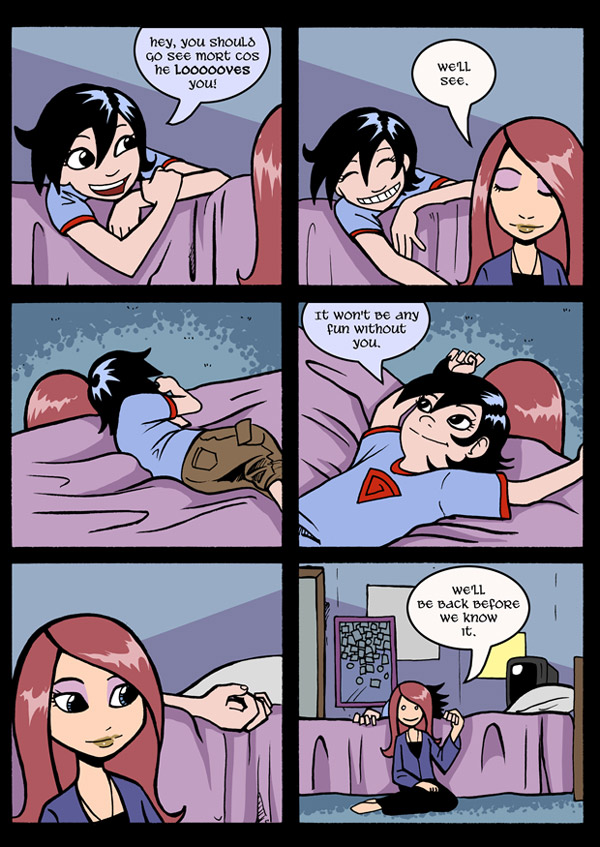 hey, you should
go see Mort cos
he LOOOOOVES
you!
we'll
see.
It won't be any
fun without
you.
we'll
be back before
we know
it.